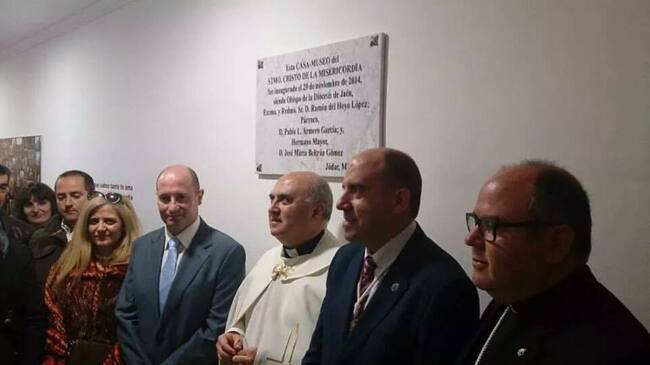 Esta CASA-MUSEO del
STMO. CRISTO DE LA MISERICORDIA
fue inaugurada el 29 de noviembre de 2014,
siendo Obispo de la Diócesis de Jaén,
Excmo. y Rvdmo. Sr. D. Ramón del Hoyo López;
Párroco,
D. Pablo L. Armero García; y,
Hermano Mayor,
D. José María Beltrán Gómez
Jódar, M